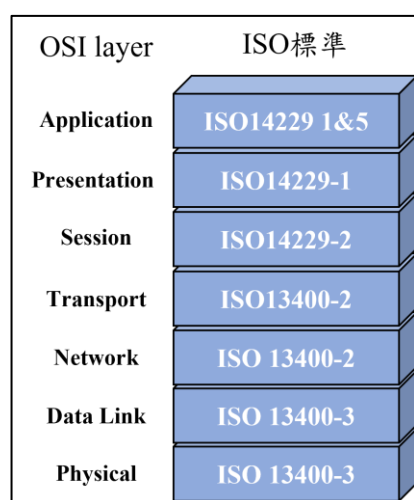 OSI layer ISO標準
Application ISO14229 1&5
Presentation ISO14229-1
Session ISO14229-2
Transport ISO13400-2
Network ISO 13400-2
Data Link ISO 13400-3
Physical ISO 13400-3